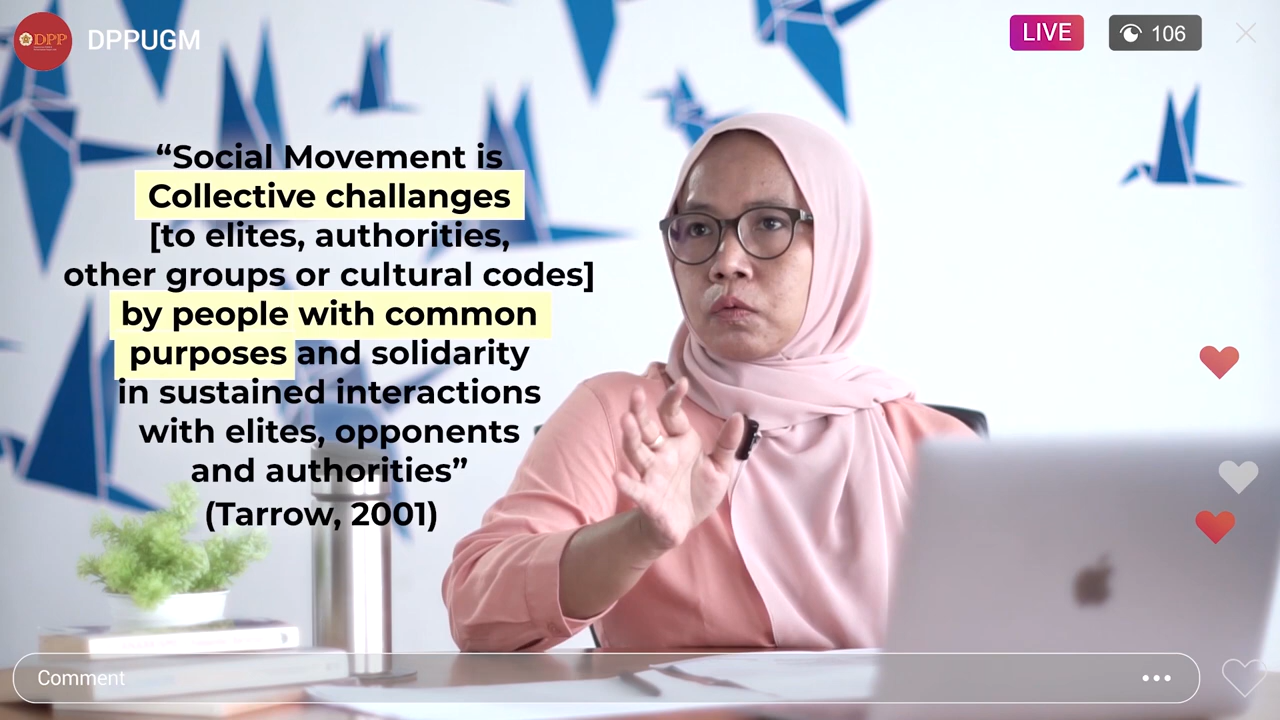 DPP
DPPUGM
LIVE
106
“Social Movement is
Collective challanges
[to elites, authorities,
other groups or cultural codes]
by people with common
purposes and solidarity
in sustained interactions
with elites, opponents
and authorities”
(Tarrow, 2001)
Comment